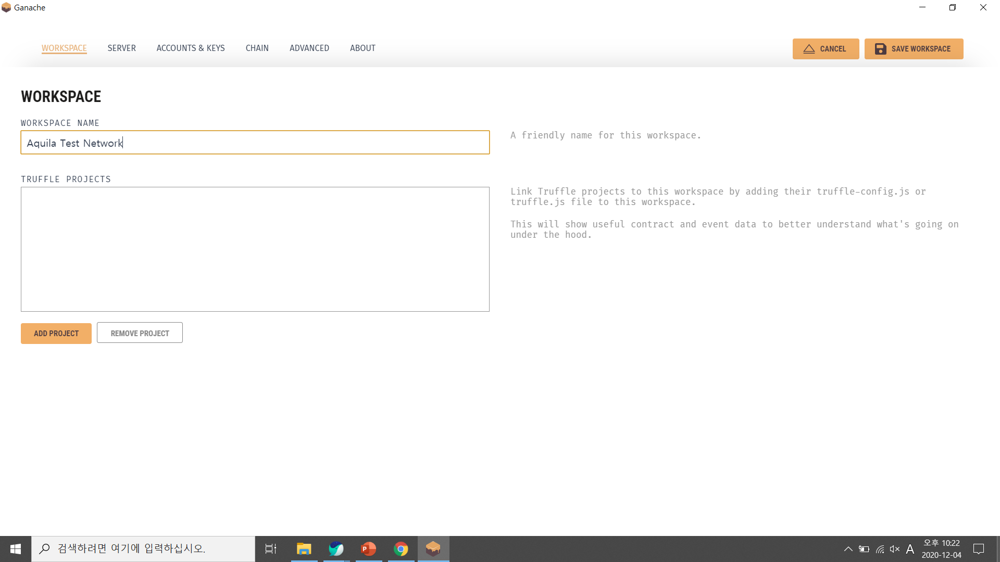 Ganache
WORKSPACE SERVER ACCOUNTS & KEYS CHAIN ADVANCED ABOUT CANCEL SAVE WORKSPACE
WORKSPACE
WORKSPACE NAME
Aquila Test Network
A friendly name for this workspace.
TRUFFLE PROJECTS
Link Truffle projects to this workspace by adding their truffle-config.js or
truffle.js file to this workspace.
This will show useful contract and event data to better understand what's going on
under the hood.
ADD PROJECT REMOVE PROJECT
검색하려면 여기에 입력하십시오.
P
A
오후 10:22
2020-12-04